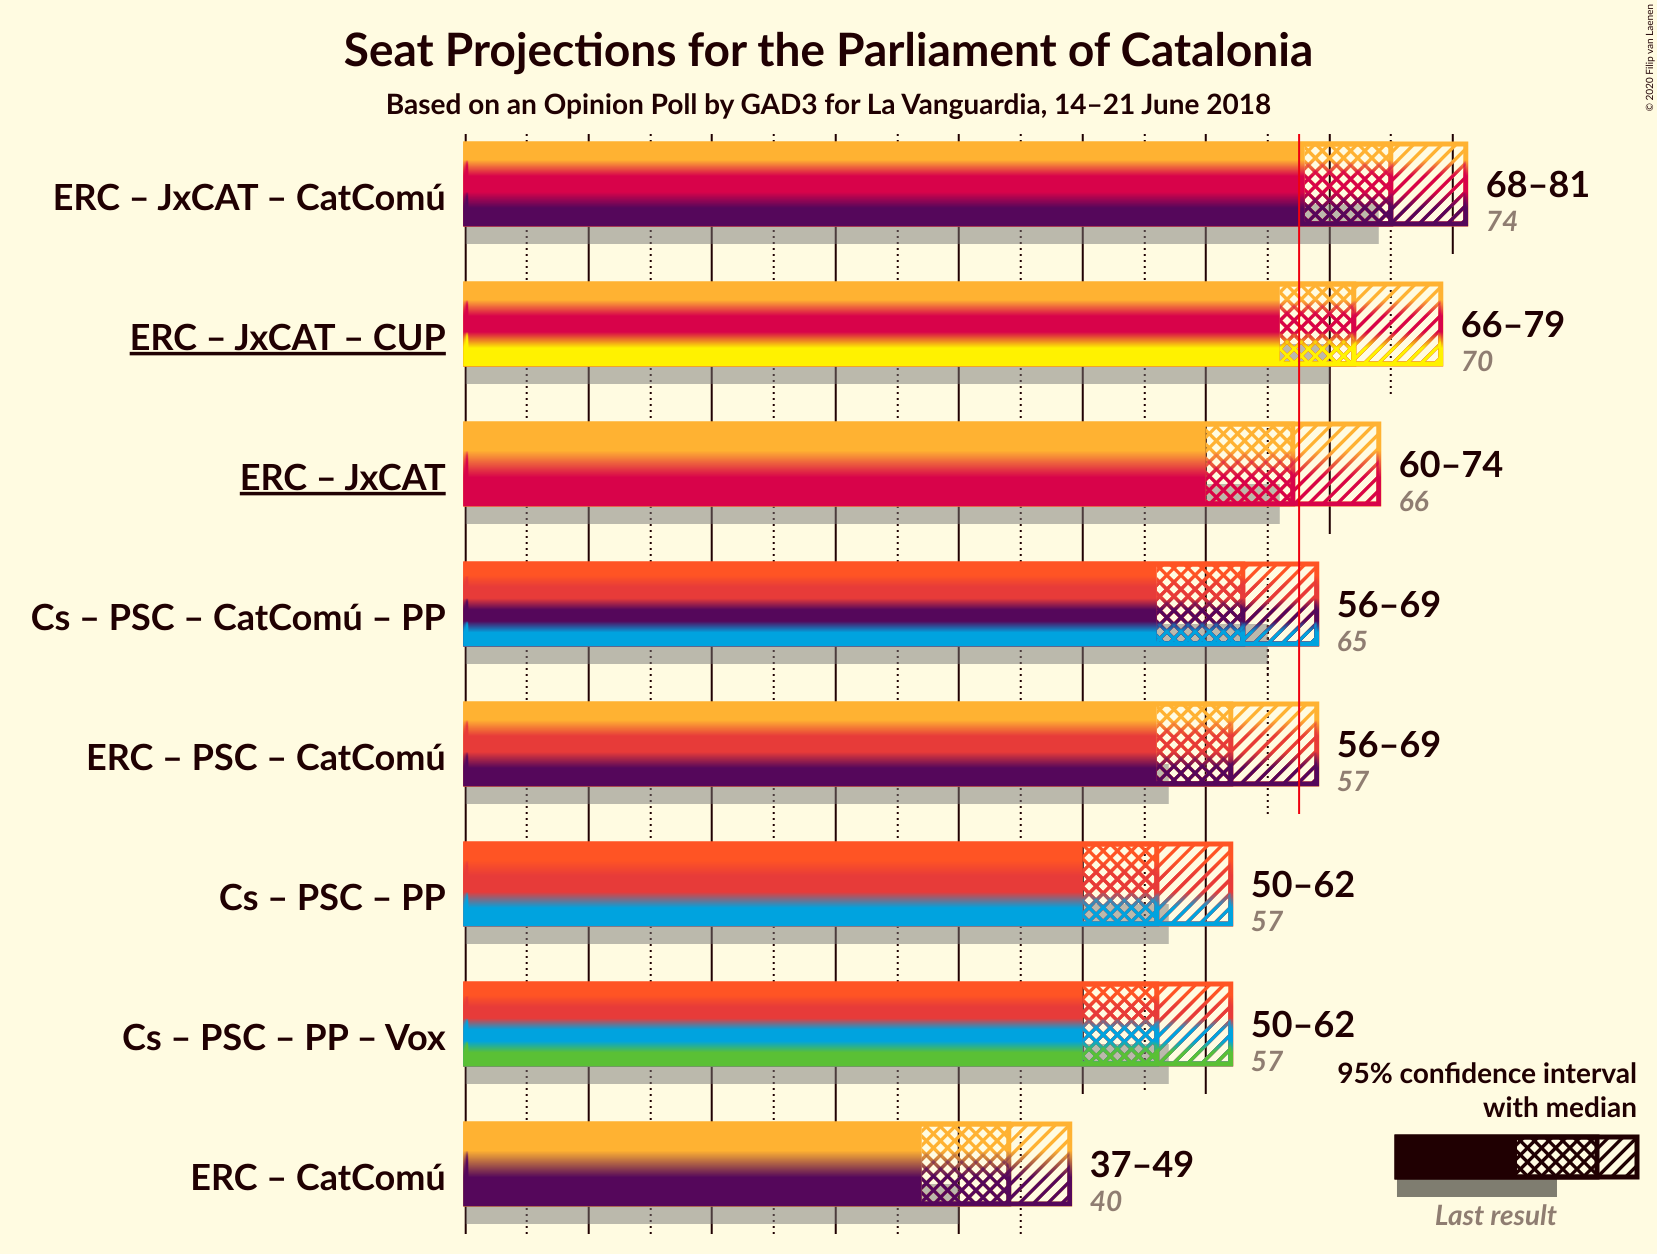 Seat Projections for the Parliament of Catalonia
Based on an Opinion Poll by GAD3 for La Vanguardia, 14–21 June 2018
© 2020 Filip van Laenen
ERC – JxCAT – CatComú
68–81
74
ERC – JxCAT – CUP
66–79
70
ERC – JxCAT
60–74
66
Cs – PSC – CatComú – PP
56–69
65
ERC – PSC – CatComú
56–69
57
Cs – PSC – PP
50–62
57
Cs – PSC – PP – Vox
50–62
57
ERC – CatComú
37–49
40
95% confidence interval
with median
Last result